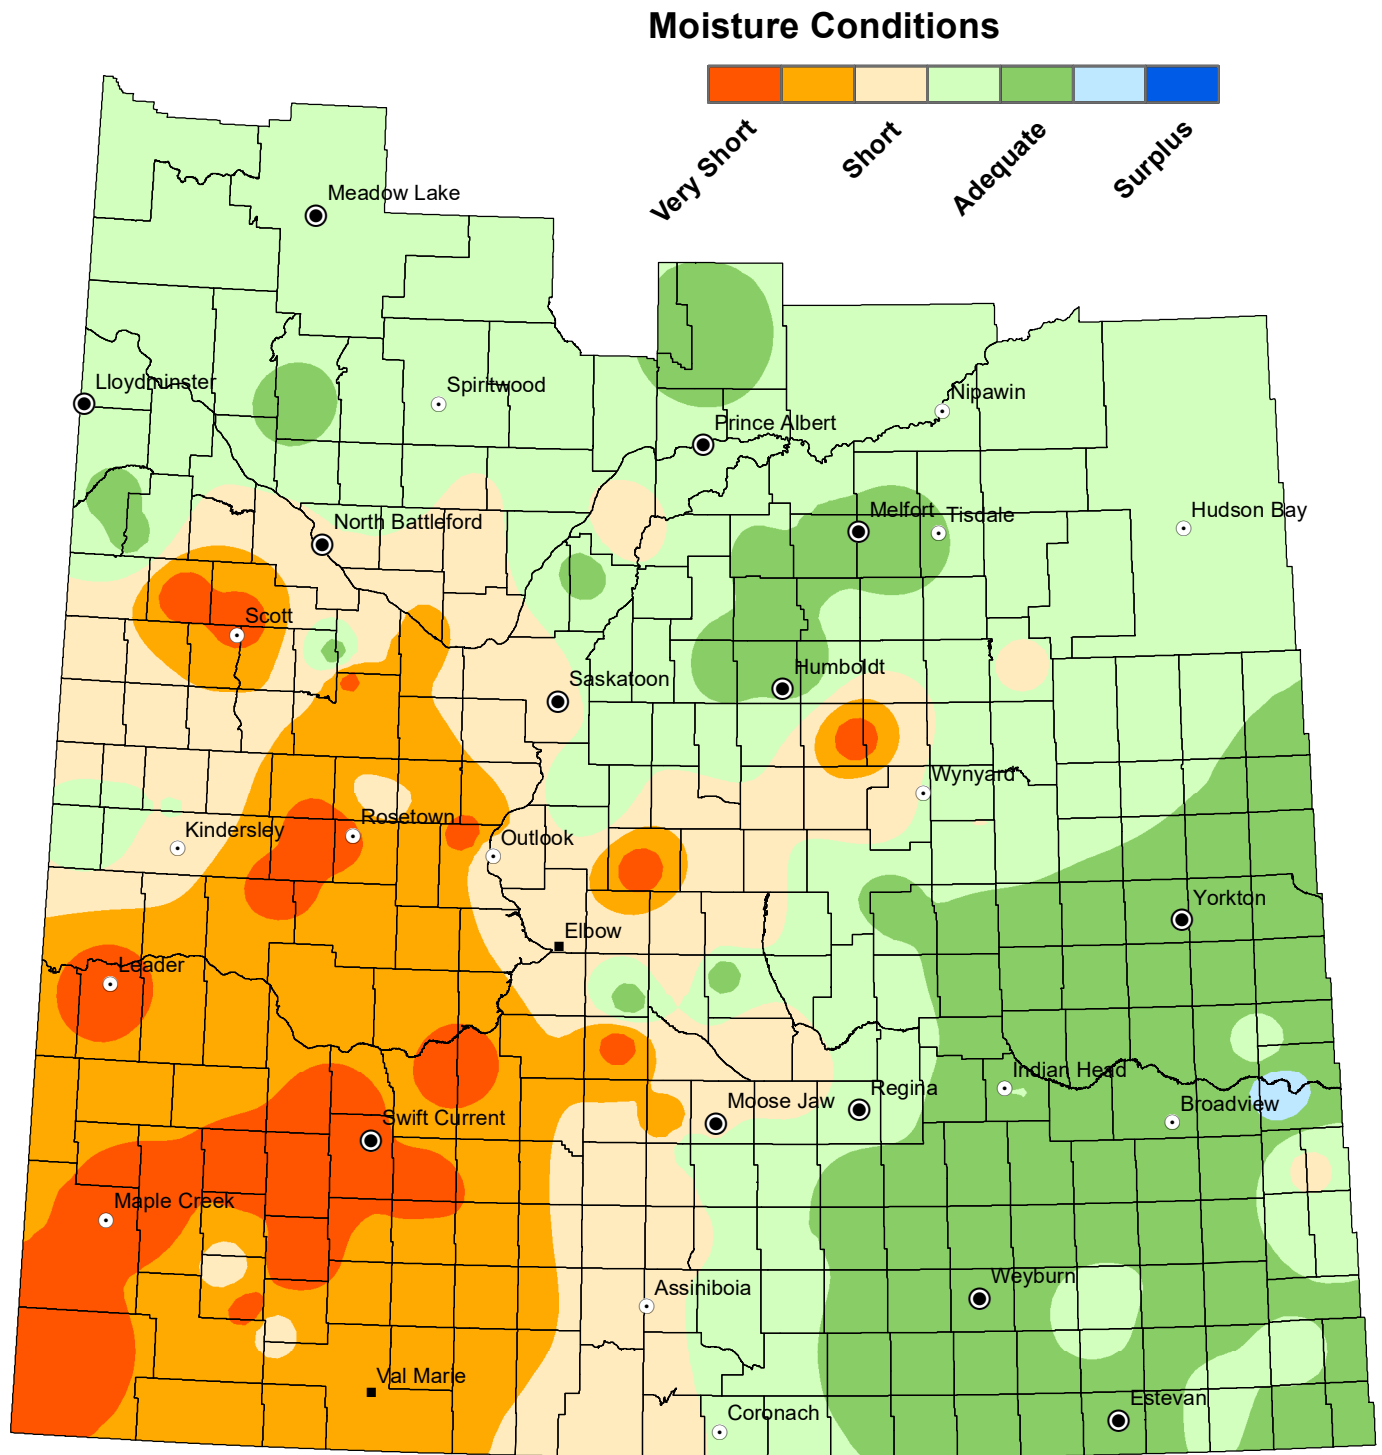 Moisture Conditions
Very Short
Short
Adequate
Surplus
Meadow Lake
Lloydminster
Spiritwood
Nipawin
Prince Albert
North Battleford
Melfort
Tisdale
Hudson Bay
Scott
Saskatoon
Humboldt
Wynyard
Kindersley
Rosetown
Outlook
Yorkton
Elbow
Leader
Indian Head
Swift Current
Moose Jaw
Regina
Broadview
Maple Creek
Assiniboia
Weyburn
Val Marie
Coronach
Estevan